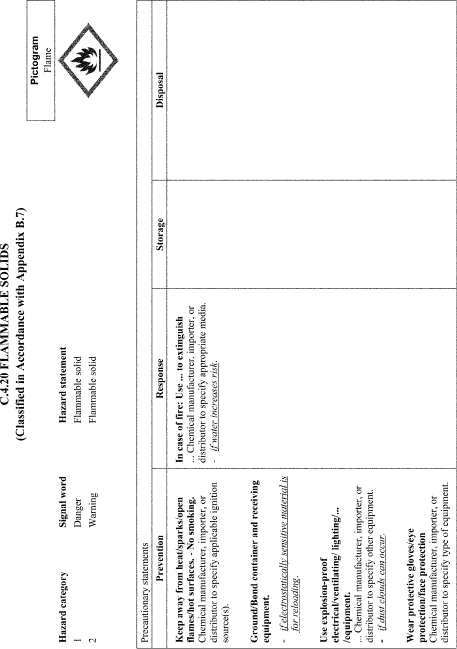 C.4.20 FLAMMABLE SOLIDS
(Classified in Accordance with Appendix B.7)
Pictogram
Flame
Hazard category Signal word Hazard statement
1 Danger Flammable solid
2 Warning Flammable solid
Precautionary statements
Prevention Response Storage Disposal
Keep away from heat/sparks/open
flames/hot surfaces. - No smoking.
Chemical manufacturer, importer, or
distributor to specify applicable ignition
source(s).
Ground/Bond container and receiving
equipment.
- if electrostatically sensitive material is
for reloading.
Use explosion-proof
electrical/ventilating/ lighting/...
/equipment.
... Chemical manufacturer, importer, or
distributor to specify other equipment.
- if dust clouds can occur.
Wear protective gloves/eye
protection/face protection
Chemical manufacturer, importer, or
distributor to specify type of equipment.
In case of fire: Use ... to extinguish
... Chemical manufacturer, importer, or
distributor to specify appropriate media.
- if water increases risk.